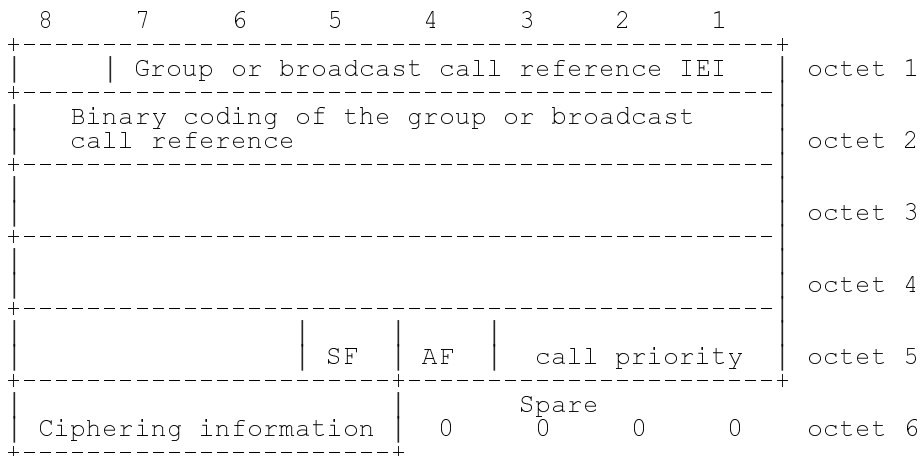 8 7 6 5 4 3 2 1
Group or broadcast call reference IEI octet 1
Binary coding of the group or broadcast
call reference octet 2
octet 3
octet 4
SF AF call priority octet 5
Spare
Ciphering information 0 0 0 0 octet 6